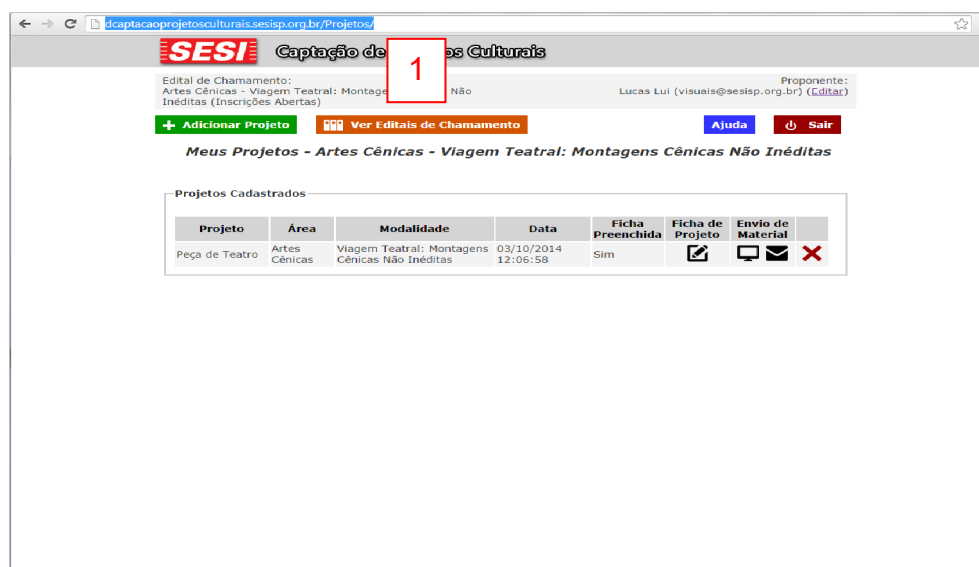 dcaptacaoprojetosculturais.sesisp.org.br/Projetos/
SESI Captação de os Culturais
1
Edital de Chamamento:
Artes Cênicas - Viagem Teatral: Montage Não
Inéditas (Inscrições Abertas)
Proponente:
Lucas Lui (visuais@sesisp.org.br) (Editar)
+ Adicionar Projeto Ver Editais de Chamamento Ajuda Sair
Meus Projetos - Artes Cênicas - Viagem Teatral: Montagens Cênicas Não Inéditas
Projetos Cadastrados
Projeto Área Modalidade Data Ficha Preenchida Ficha de Projeto Envio de Material
Peça de Teatro Artes Cênicas Viagem Teatral: Montagens Cênicas Não Inéditas 03/10/2014 12:06:58 Sim